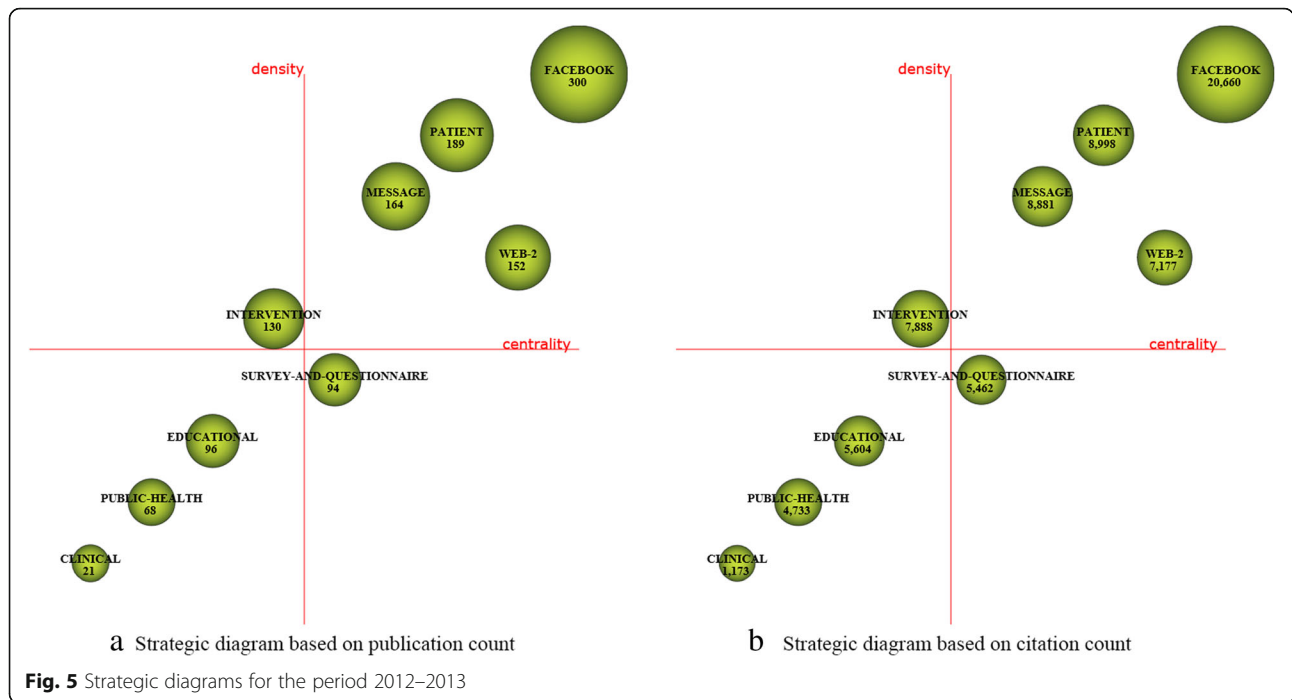 density
FACEBOOK
300
PATIENT
189
MESSAGE
164
WEB-2
152
INTERVENTION
130
centrality
SURVEY-AND-QUESTIONNAIRE
94
EDUCATIONAL
96
PUBLIC-HEALTH
68
CLINICAL
21
a Strategic diagram based on publication count
density
FACEBOOK
20,660
PATIENT
8,998
MESSAGE
8,881
WEB-2
7,177
INTERVENTION
7,888
centrality
SURVEY-AND-QUESTIONNAIRE
5,462
EDUCATIONAL
5,604
PUBLIC-HEALTH
4,733
CLINICAL
1,173
b Strategic diagram based on citation count
Fig. 5 Strategic diagrams for the period 2012–2013